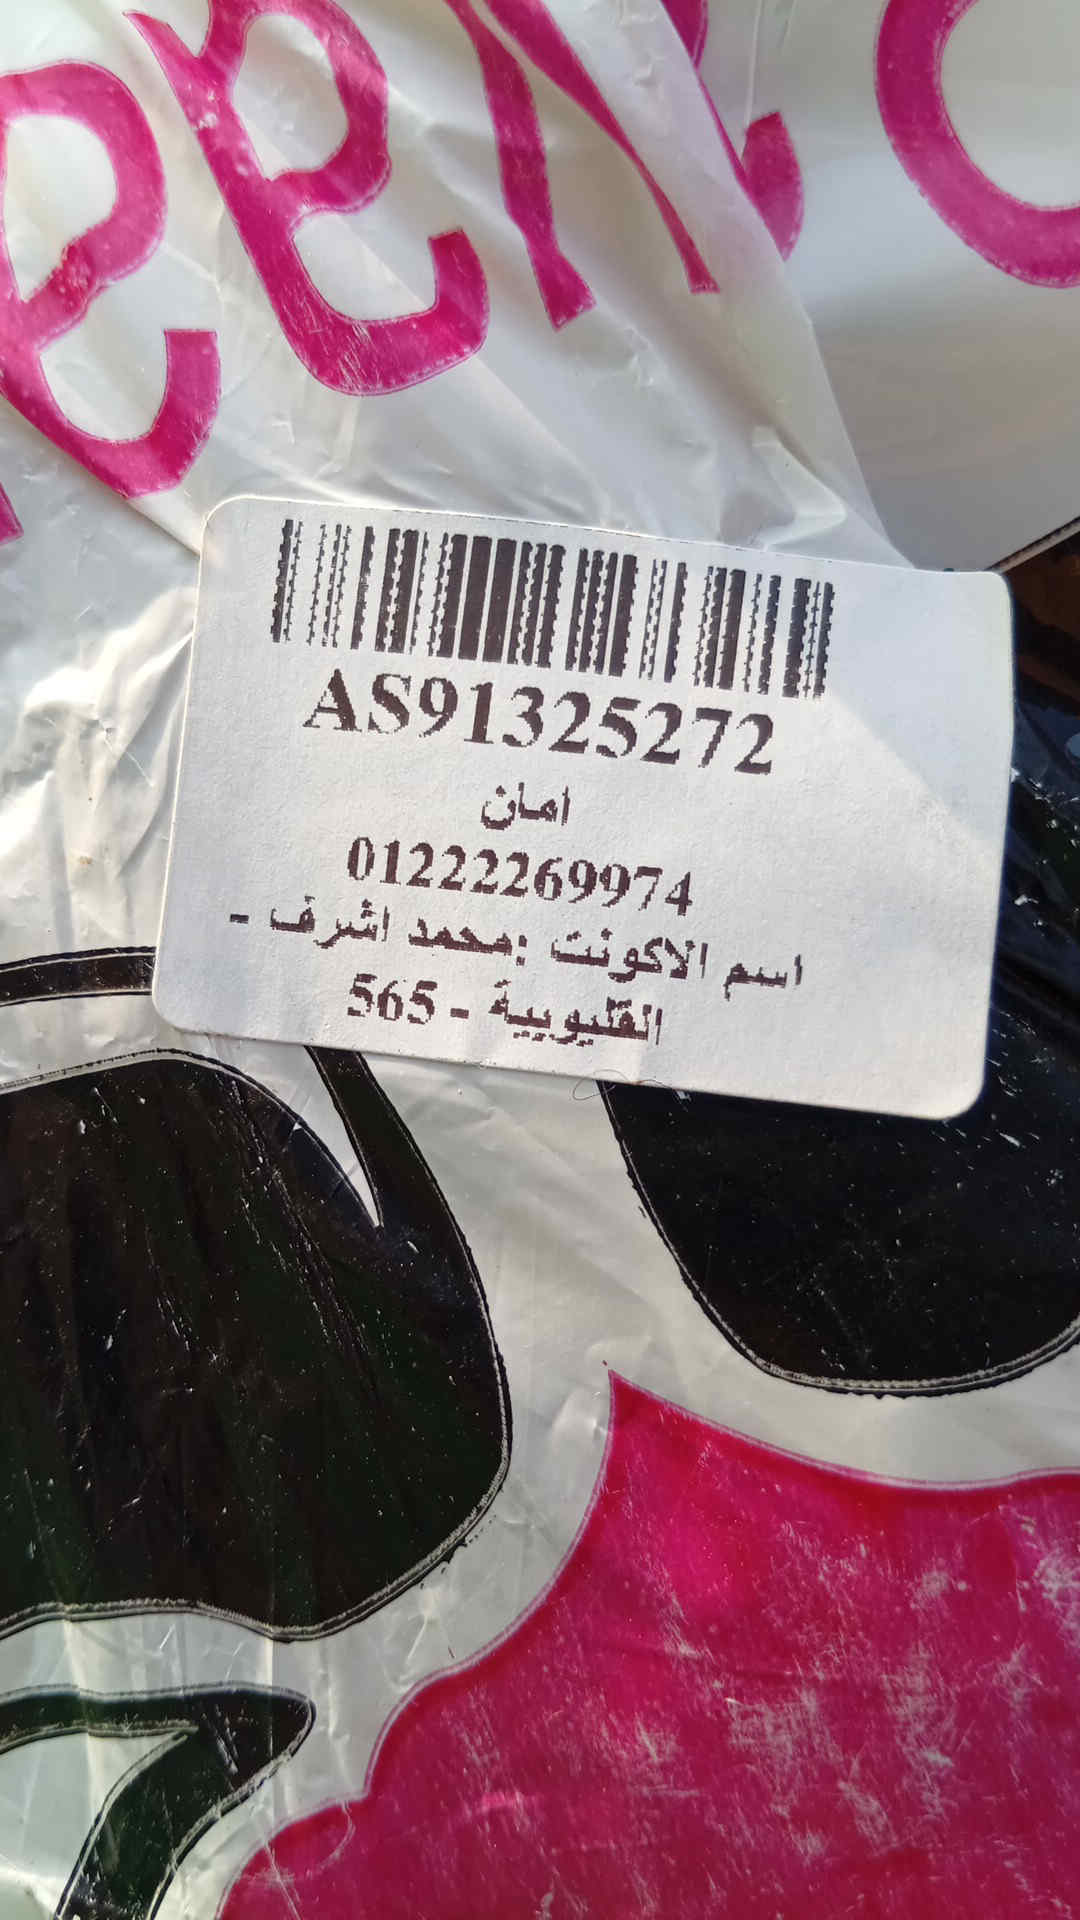 AS91325272
امان
01222269974
اسم الاكونت :محمد اشرف -
القليوبية - 565